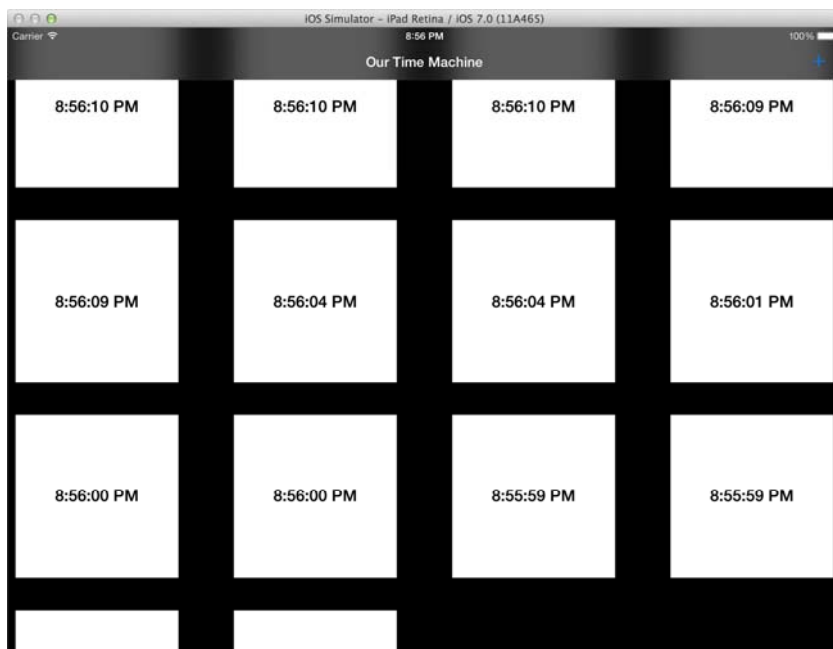 iOS Simulator – iPad Retina / iOS 7.0 (11A465)
Carrier 8:56 PM 100%
Our Time Machine +
8:56:10 PM 8:56:10 PM 8:56:10 PM 8:56:09 PM
8:56:09 PM 8:56:04 PM 8:56:04 PM 8:56:01 PM
8:56:00 PM 8:56:00 PM 8:55:59 PM 8:55:59 PM